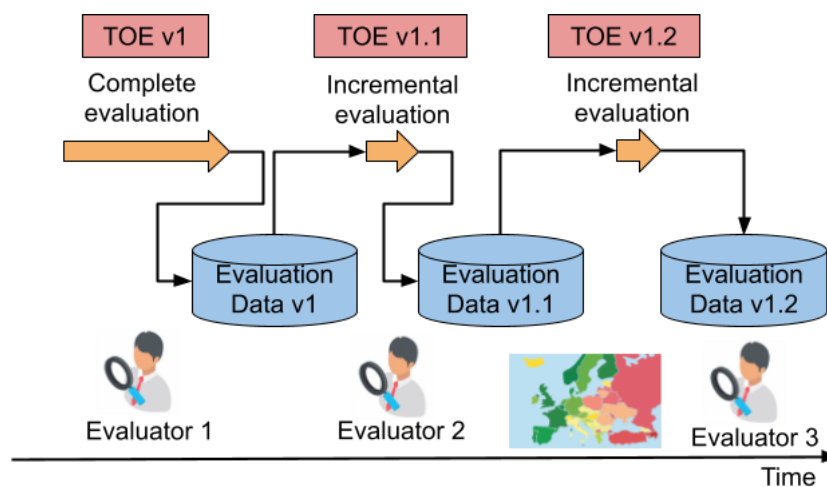 TOE v1
TOE v1.1
TOE v1.2
Complete
evaluation
Incremental
evaluation
Incremental
evaluation
Evaluation
Data v1
Evaluation
Data v1.1
Evaluation
Data v1.2
Evaluator 1
Evaluator 2
Evaluator 3
Time